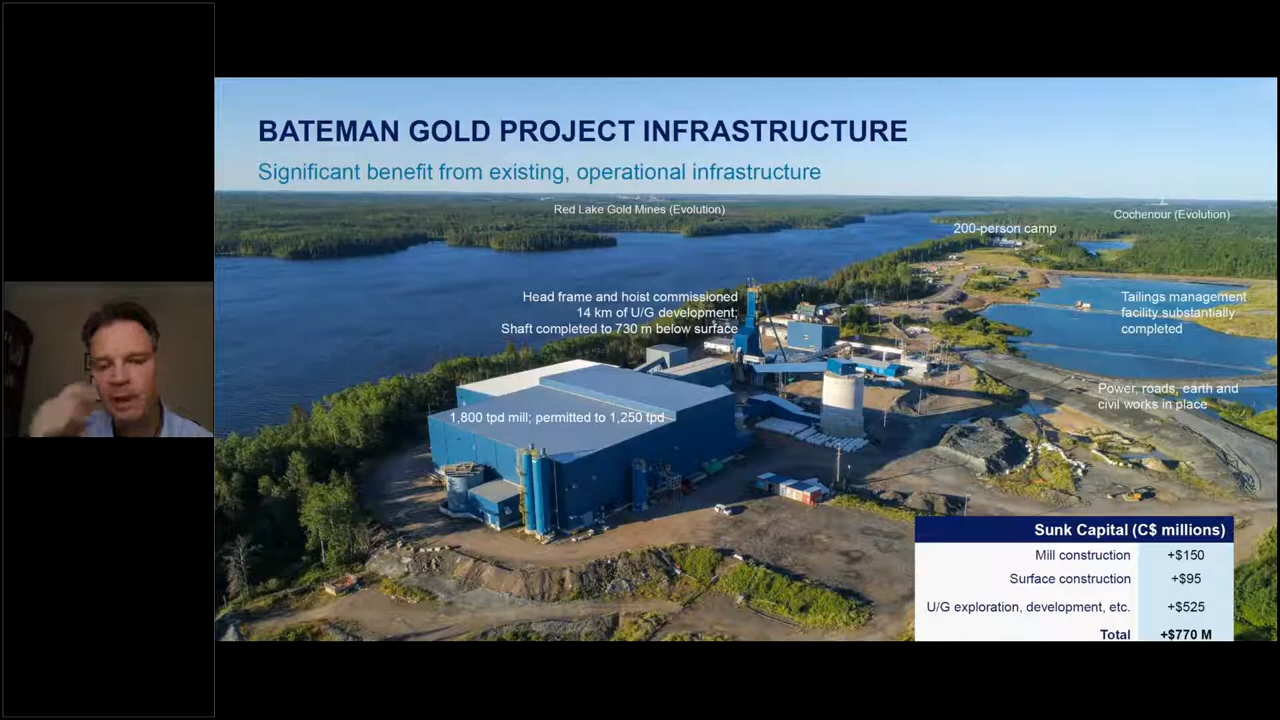 BATEMAN GOLD PROJECT INFRASTRUCTURE
Significant benefit from existing, operational infrastructure
Red Lake Gold Mines (Evolution)
Cochenour (Evolution)
200-person camp
Head frame and hoist commissioned
14 km of U/G development;
Shaft completed to 730 m below surface
Tailings management
facility substantially
completed
Power, roads, earth and
civil works in place
1,800 tpd mill; permitted to 1,250 tpd
Sunk Capital (C$ millions)
Mill construction +$150
Surface construction +$95
U/G exploration, development, etc. +$525
Total +$770 M